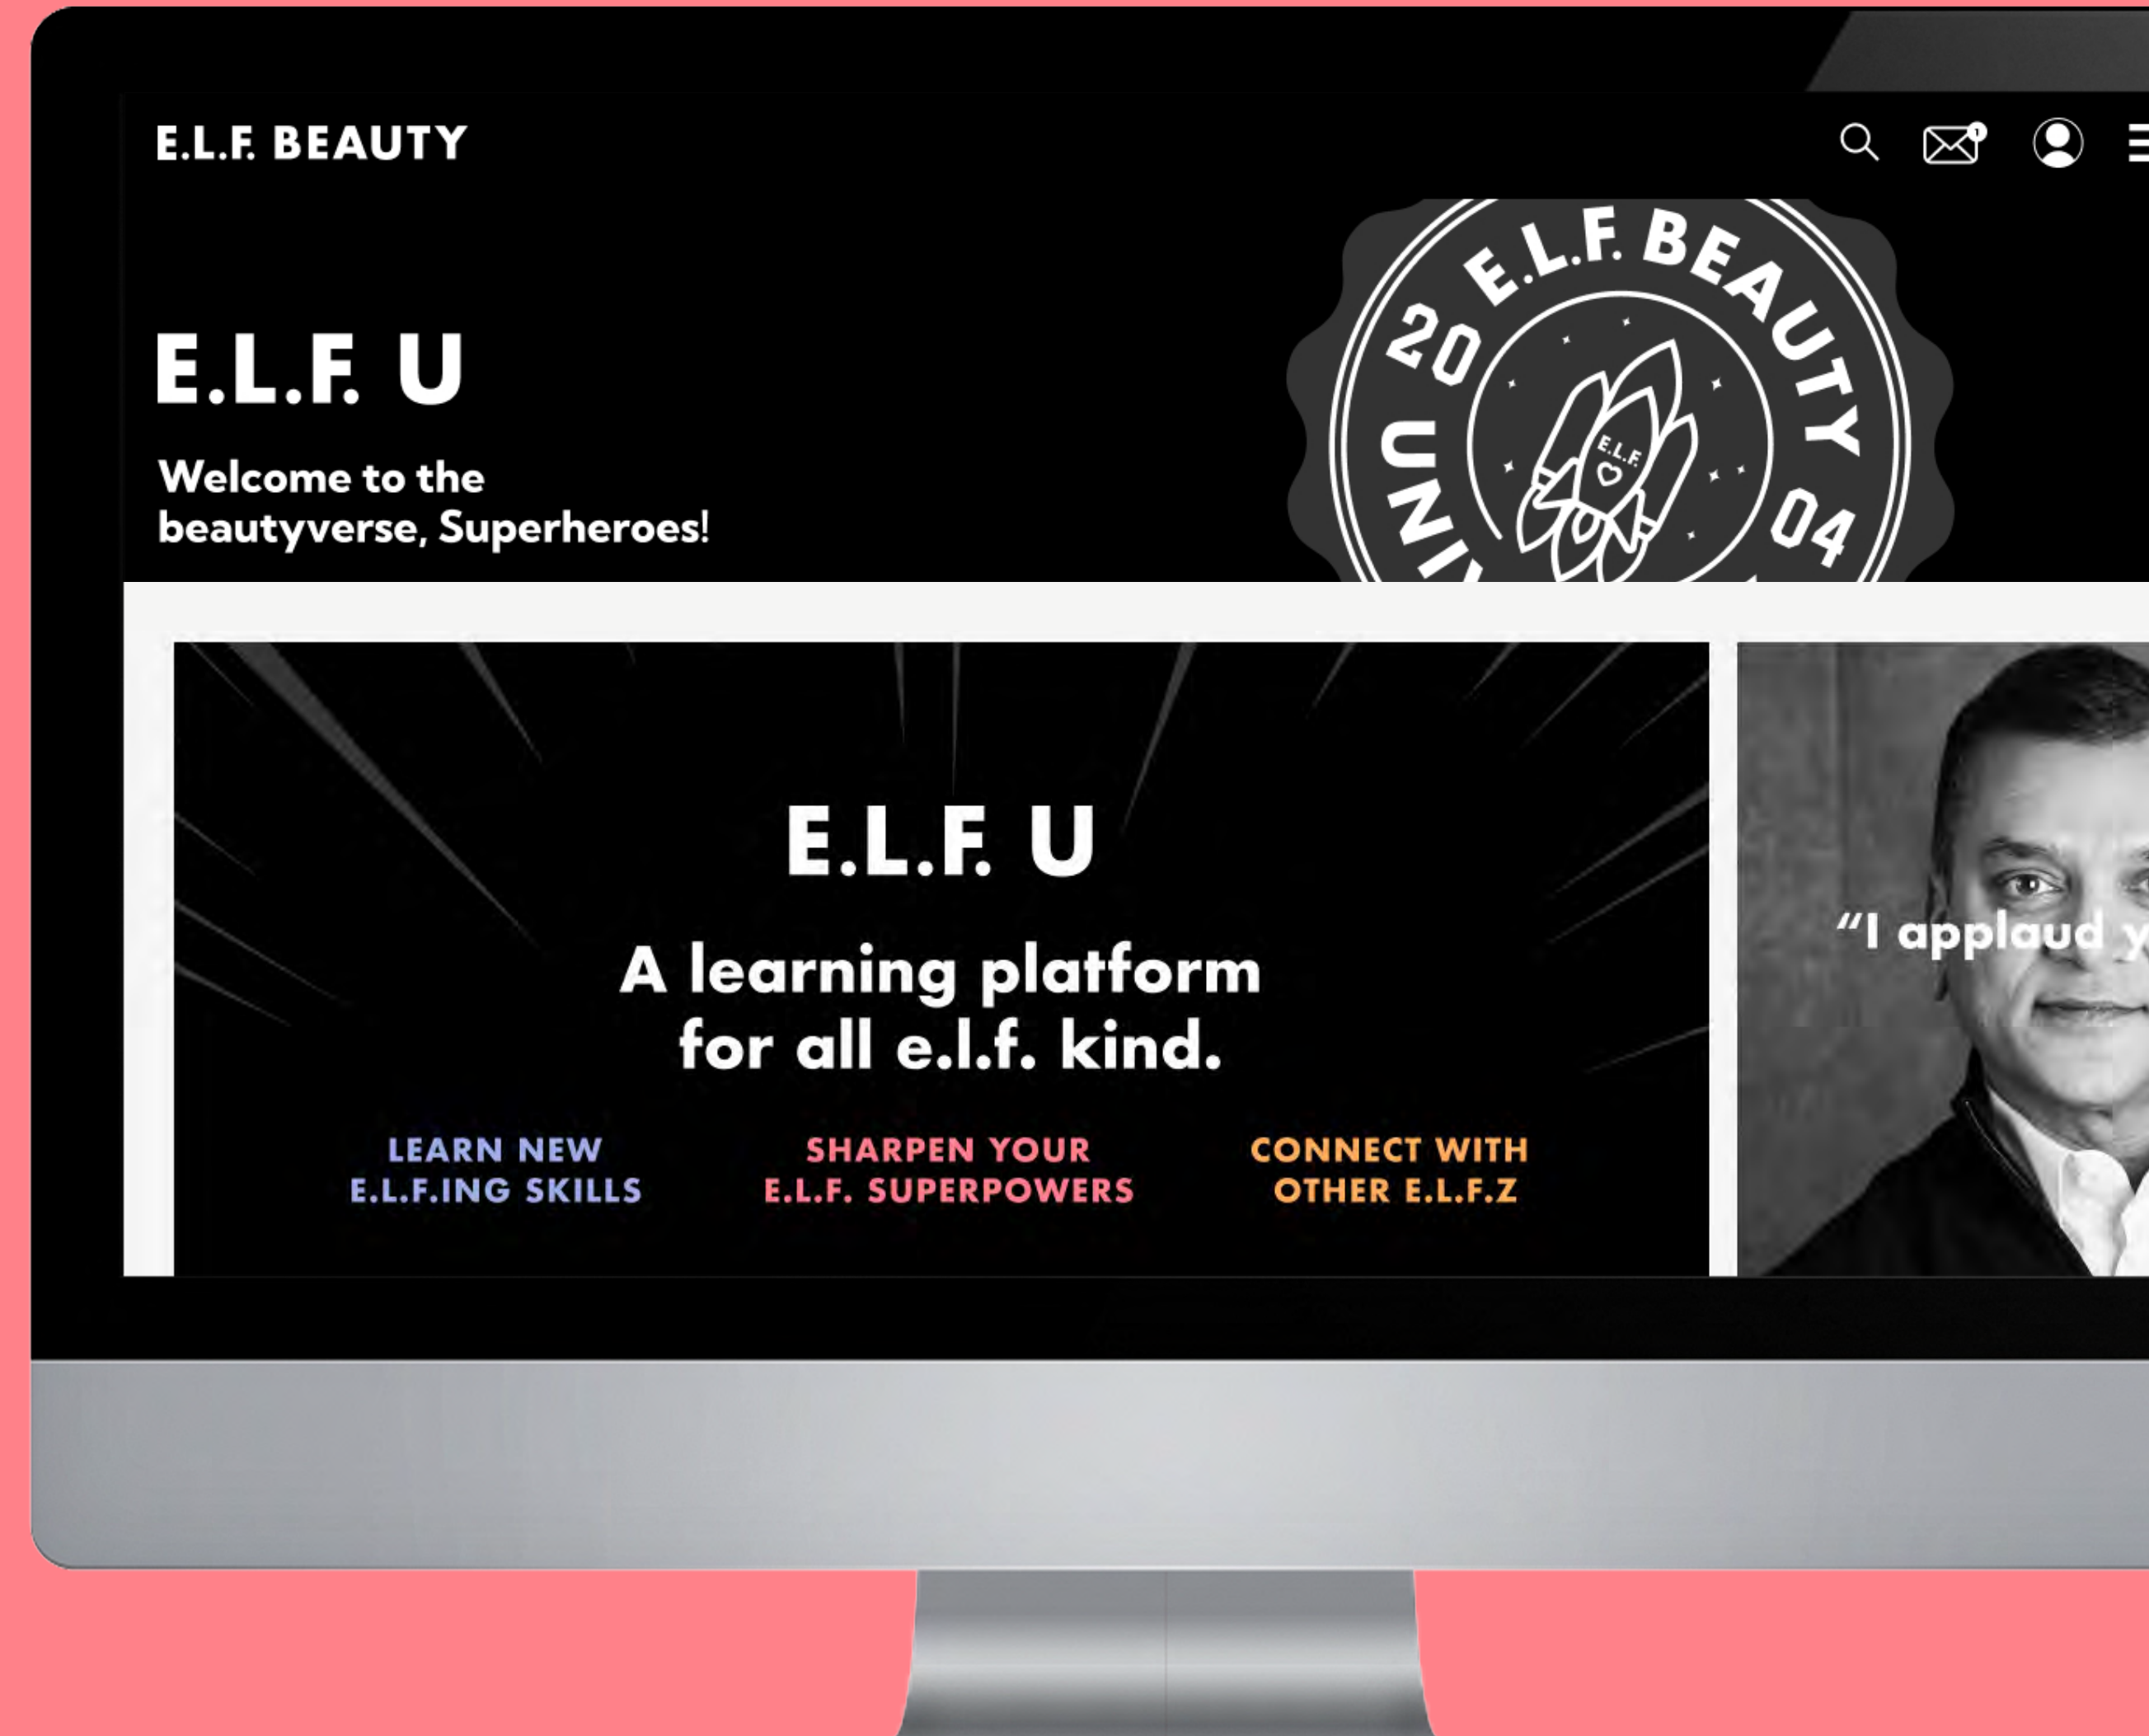 E.L.F. BEAUTY
1
E.L.F. BEAUTY
20
04
E.L.F.
E.L.F. U
Welcome to the
beautyverse, Superheroes!
E.L.F. U
A learning platform
for all e.l.f. kind.
LEARN NEW
E.L.F.ING SKILLS
SHARPEN YOUR
E.L.F. SUPERPOWERS
CONNECT WITH
OTHER E.L.F.Z
“I applaud